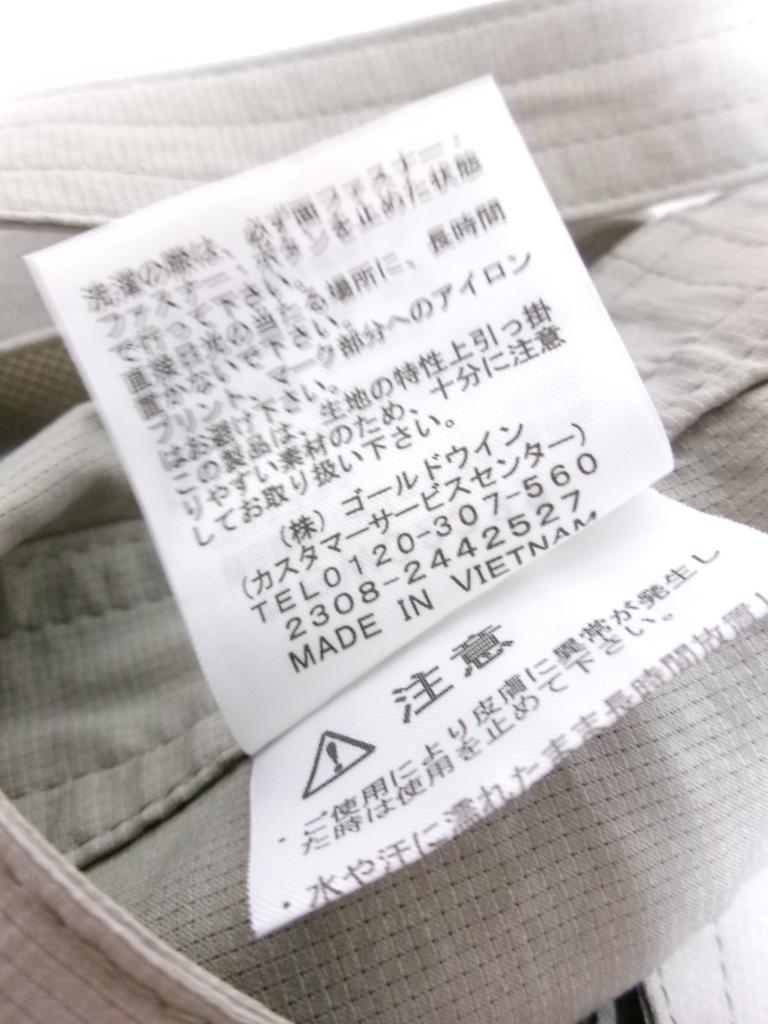 洗濯の際は、必ず面ファスナー、
ファスナー、ボタンを止めた状態
で行って下さい。
直接日光の当たる場所に、長時間
置かないで下さい。
プリント、マーク部分へのアイロン
はお避け下さい。
この製品は、生地の特性上引っ掛
りやすい素材のため、十分に注意
してお取り扱い下さい。
(株) ゴールドウイン
(カスタマーサービスセンター)
TEL0120-307-560
2308-2442527
MADE IN VIETNAM
注意
・ご使用により皮膚に異常が発生し
た時は使用を止めて下さい。
・水や汗に濡れたまま長時間放置し